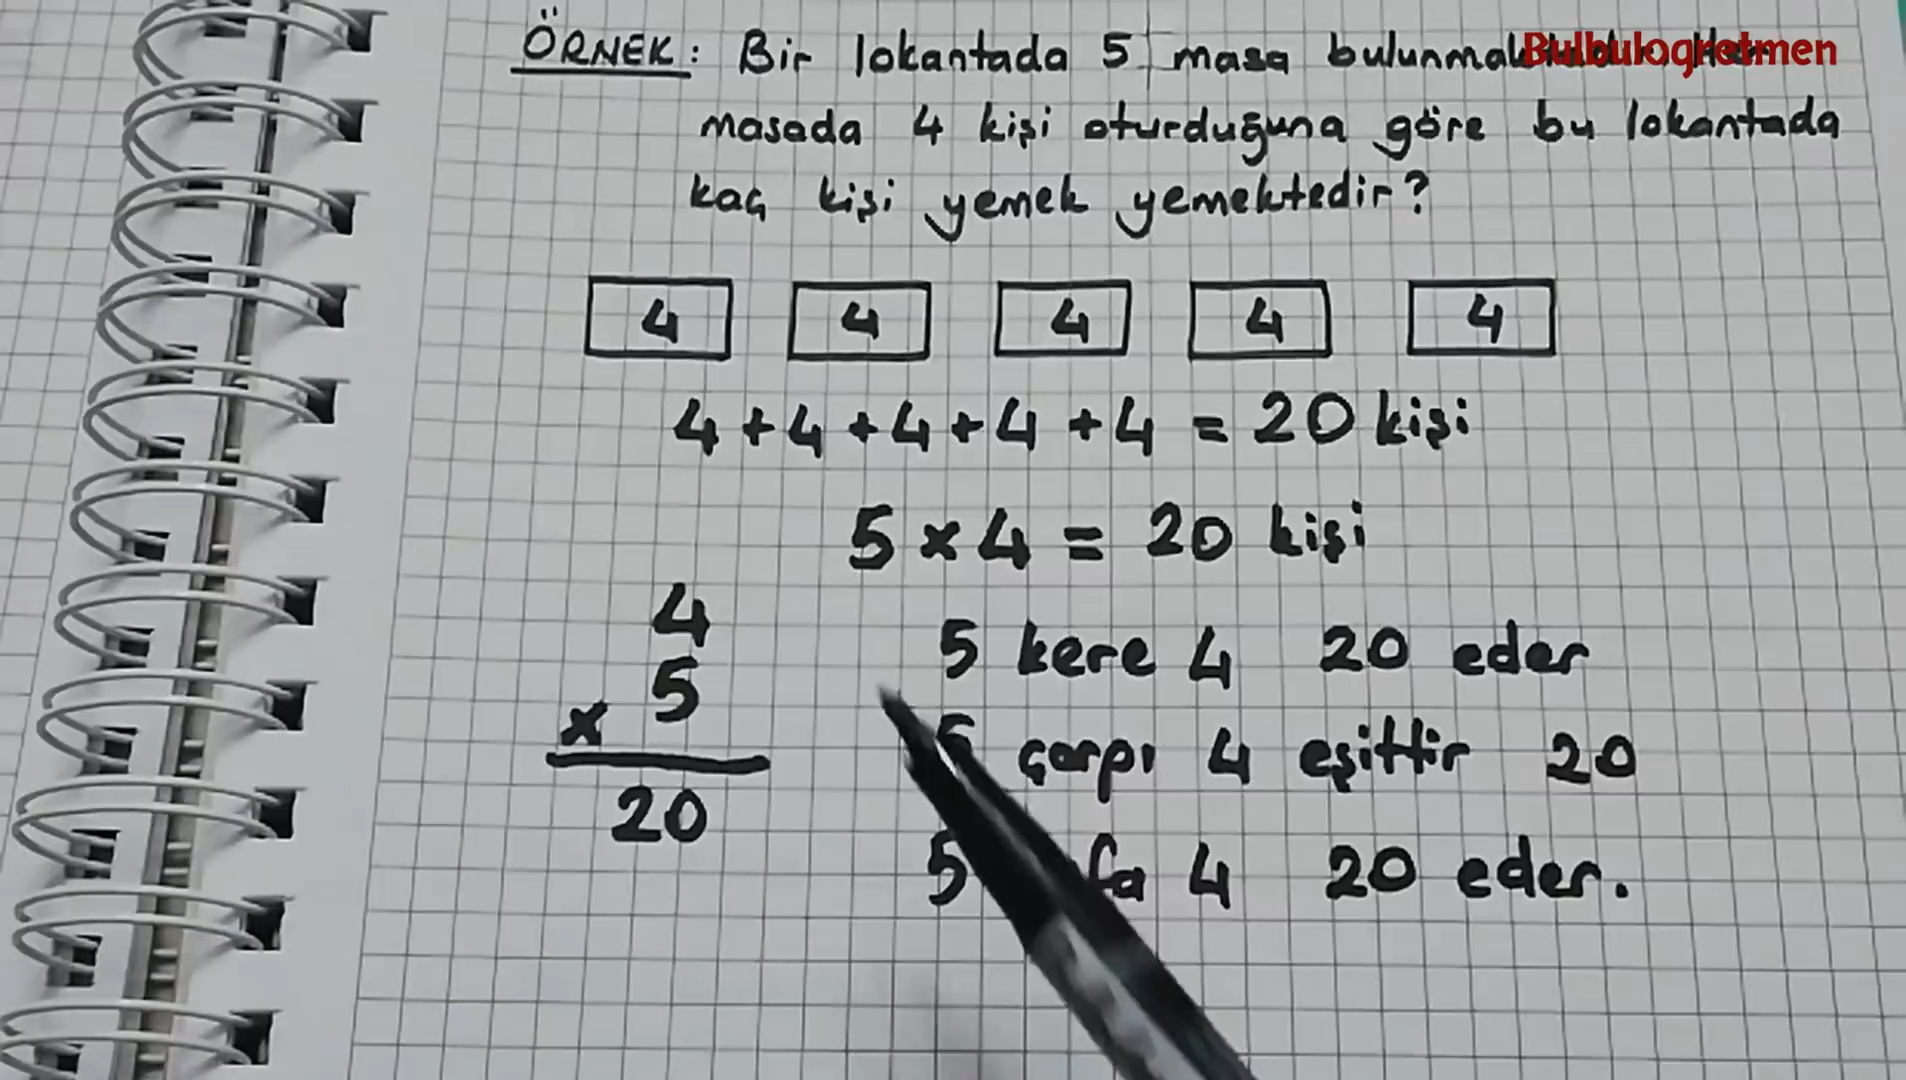 ÖRNEK: Bir lokantada 5 masa
Bulbulogretmen
masada 4 kişi oturduğuna göre bu lokantada
kaç kişi yemek yemektedir?
4 4 4 4 4
4+4+4+4+4 = 20 kişi
5 x 4 = 20 kişi
4
5 kere 4 20 eder
x 5
5 çarpı 4 eşittir 20
20
5 4 20 eder.